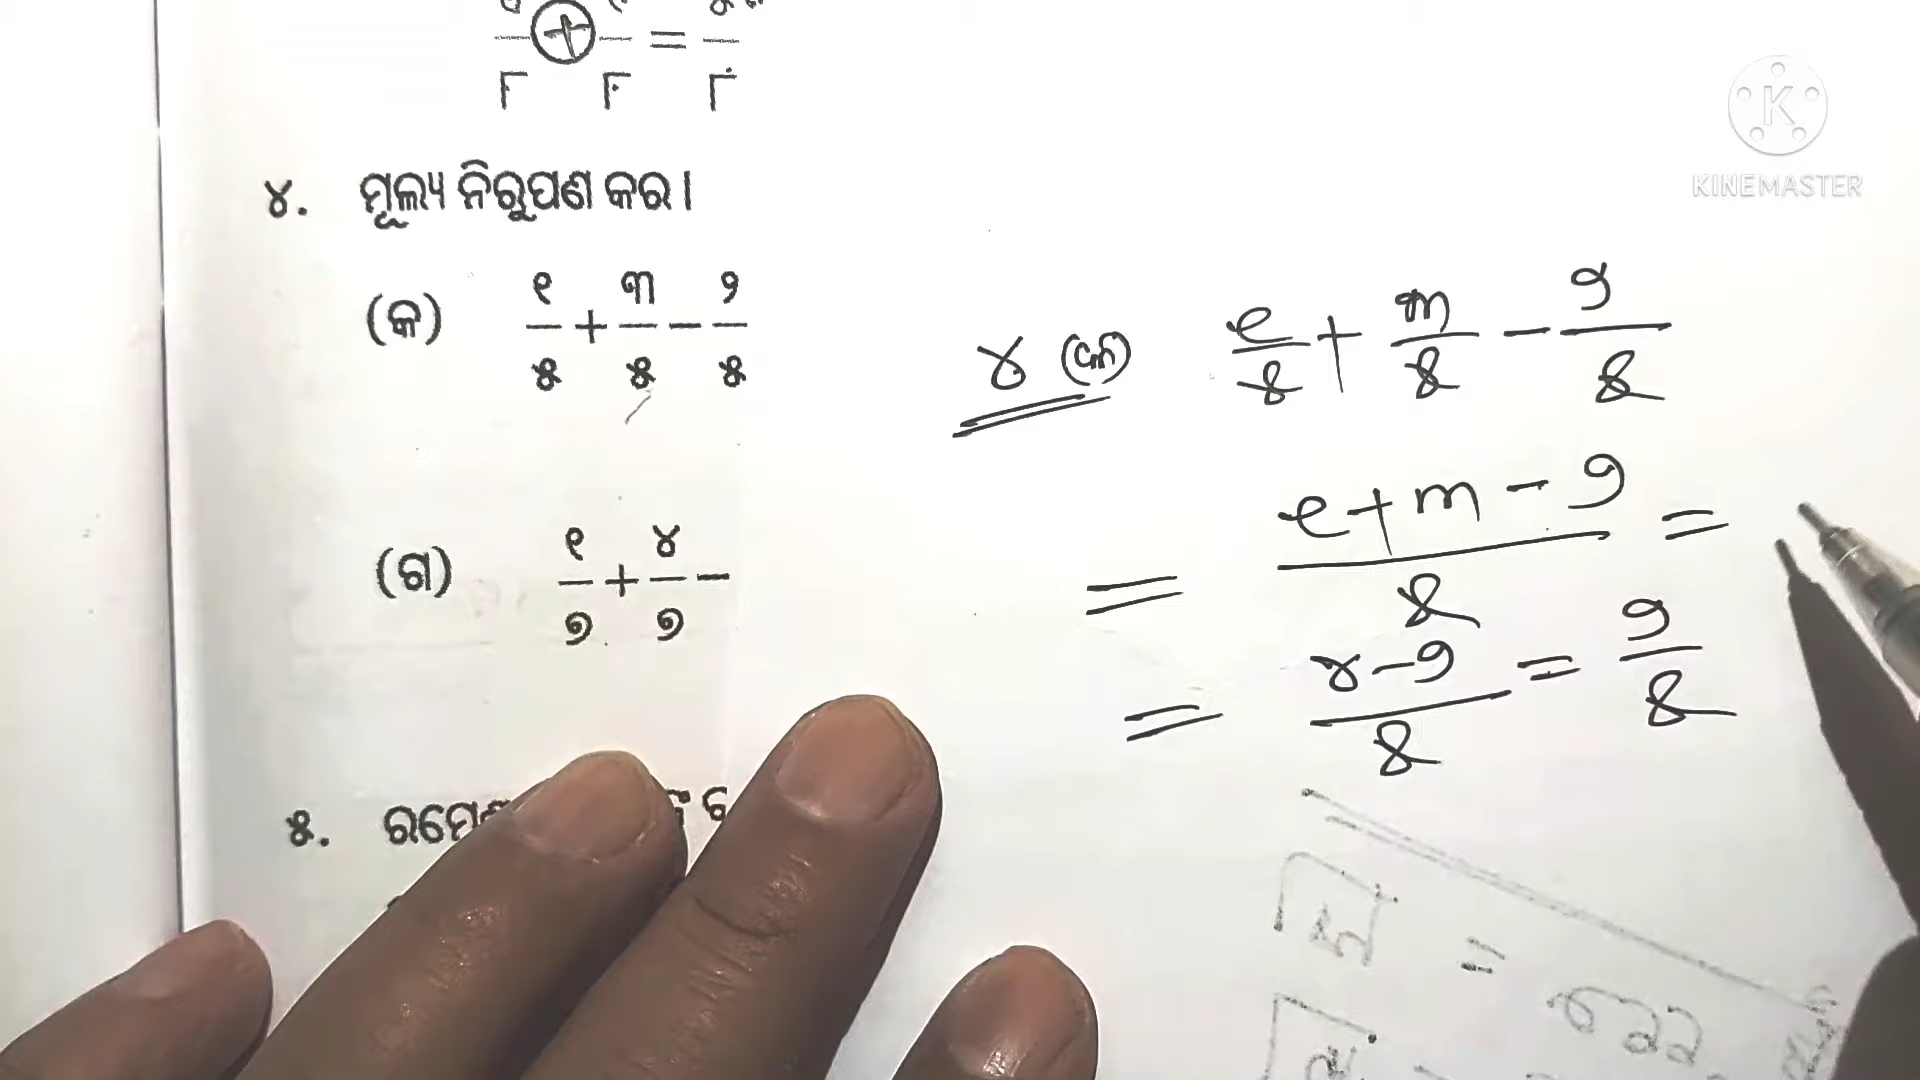 ୪. ମୂଲ୍ୟ ନିରୁପଣ କର।
(କ) ୧/୫ + ୩/୫ − ୨/୫
୪ (କ) ୧/୫ + ୩/୫ − ୨/୫
= (୧+୩−୨)/୫ =
= (୪−୨)/୫ = ୨/୫
(ଗ) ୧/୭ + ୪/୭ −
୫.
KINEMASTER